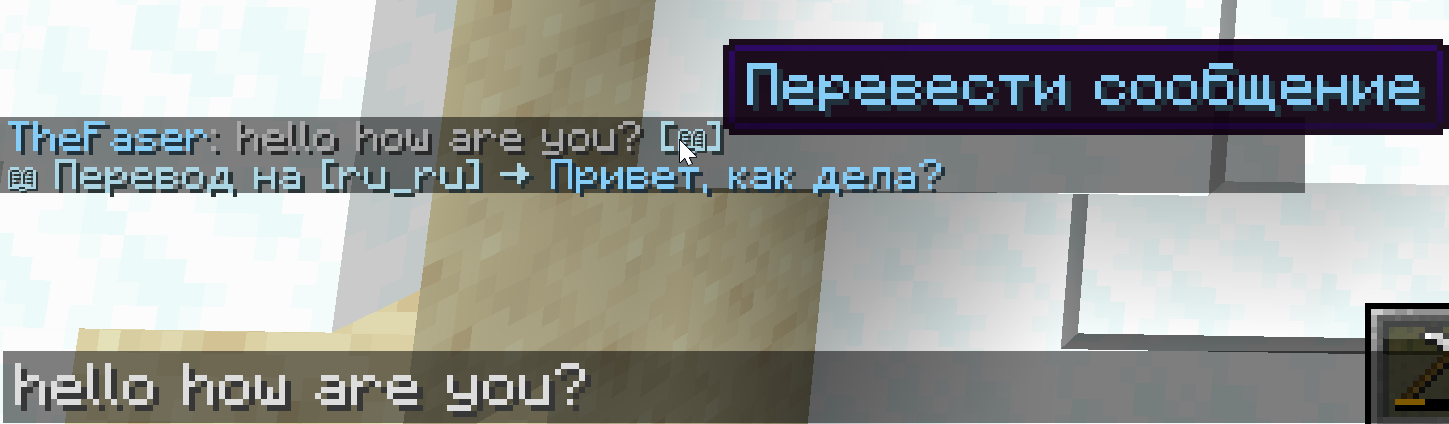 Перевести сообщение
TheFaser: hello how are you? [🕮]
🕮 Перевод на [ru_ru] → Привет, как дела?
hello how are you?